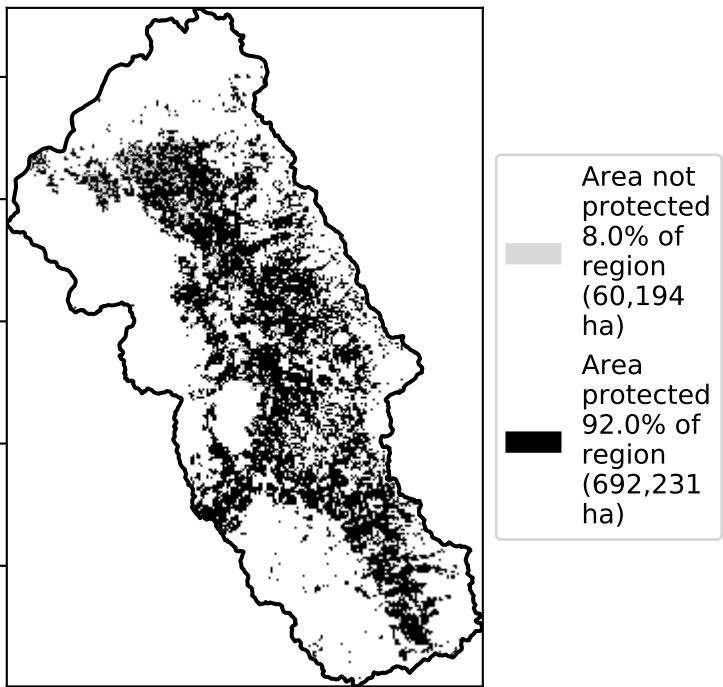 Area not
protected
8.0% of
region
(60,194
ha)
Area
protected
92.0% of
region
(692,231
ha)